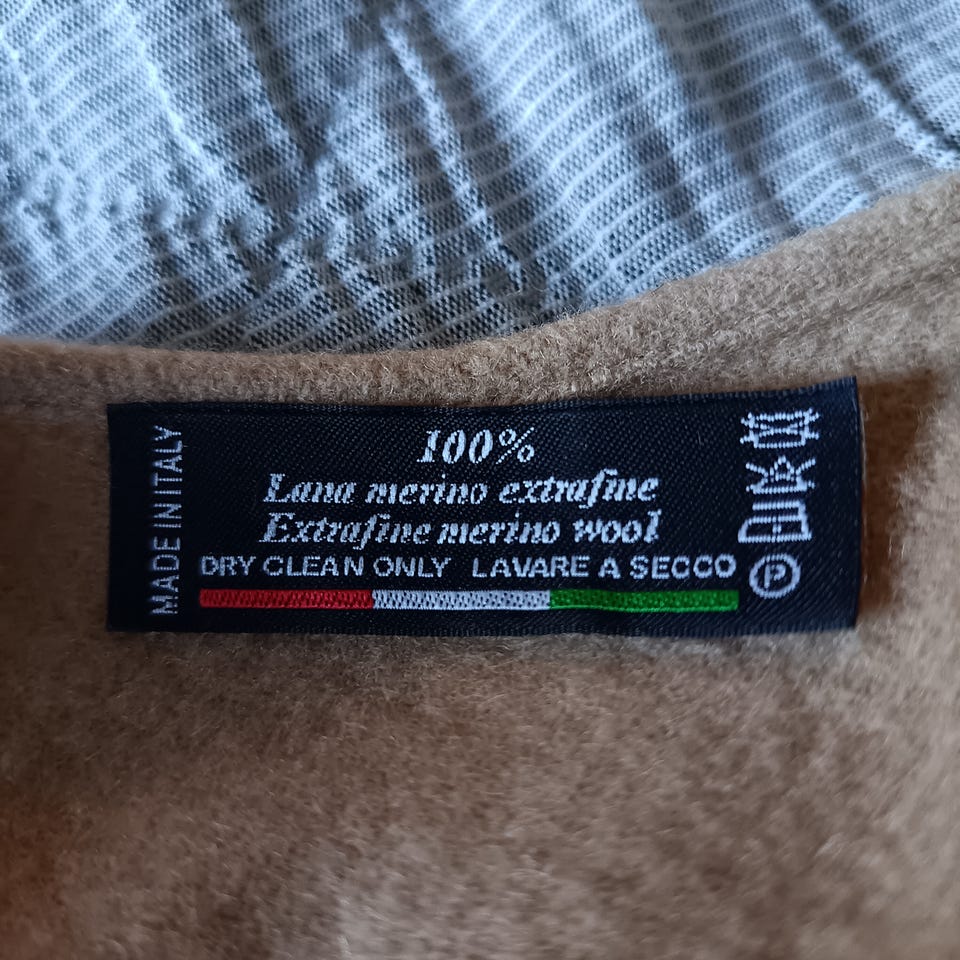 MADE IN ITALY
100%
Lana merino extrafine
Extrafine merino wool
DRY CLEAN ONLY LAVARE A SECCO
P